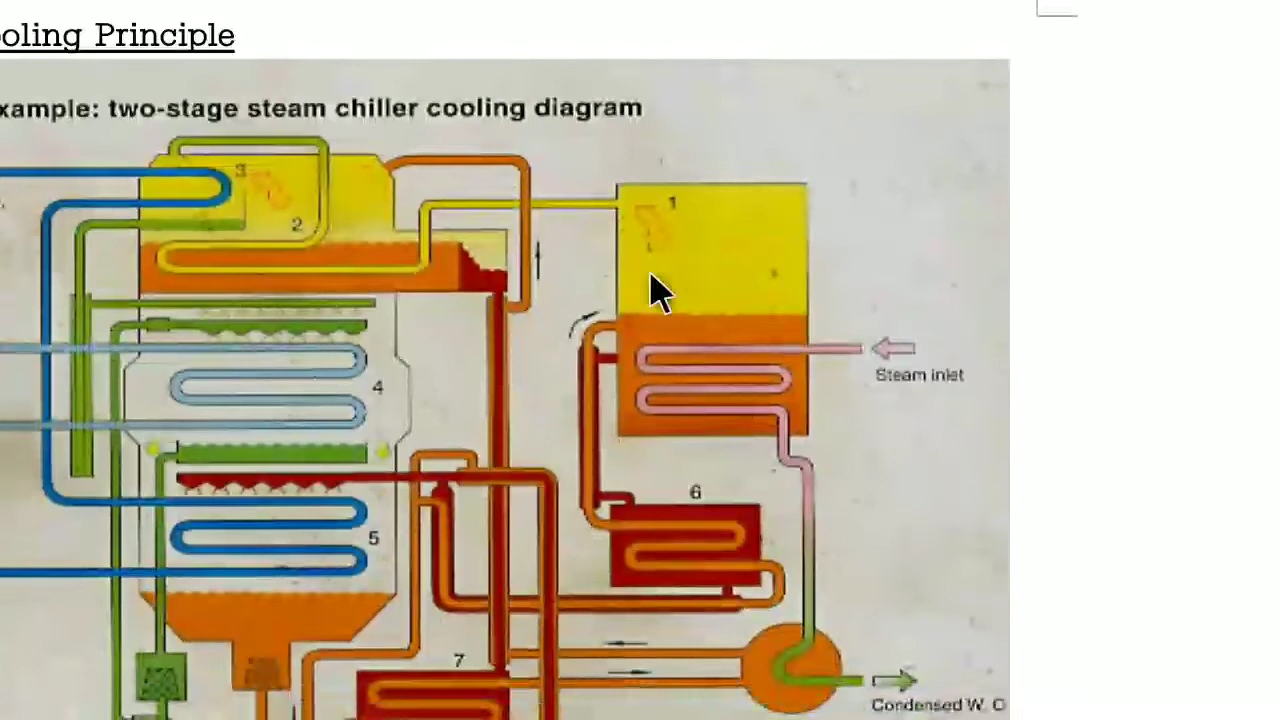 oling Principle
xample: two-stage steam chiller cooling diagram
3
1
2
Steam inlet
4
6
5
7
Condensed W. O